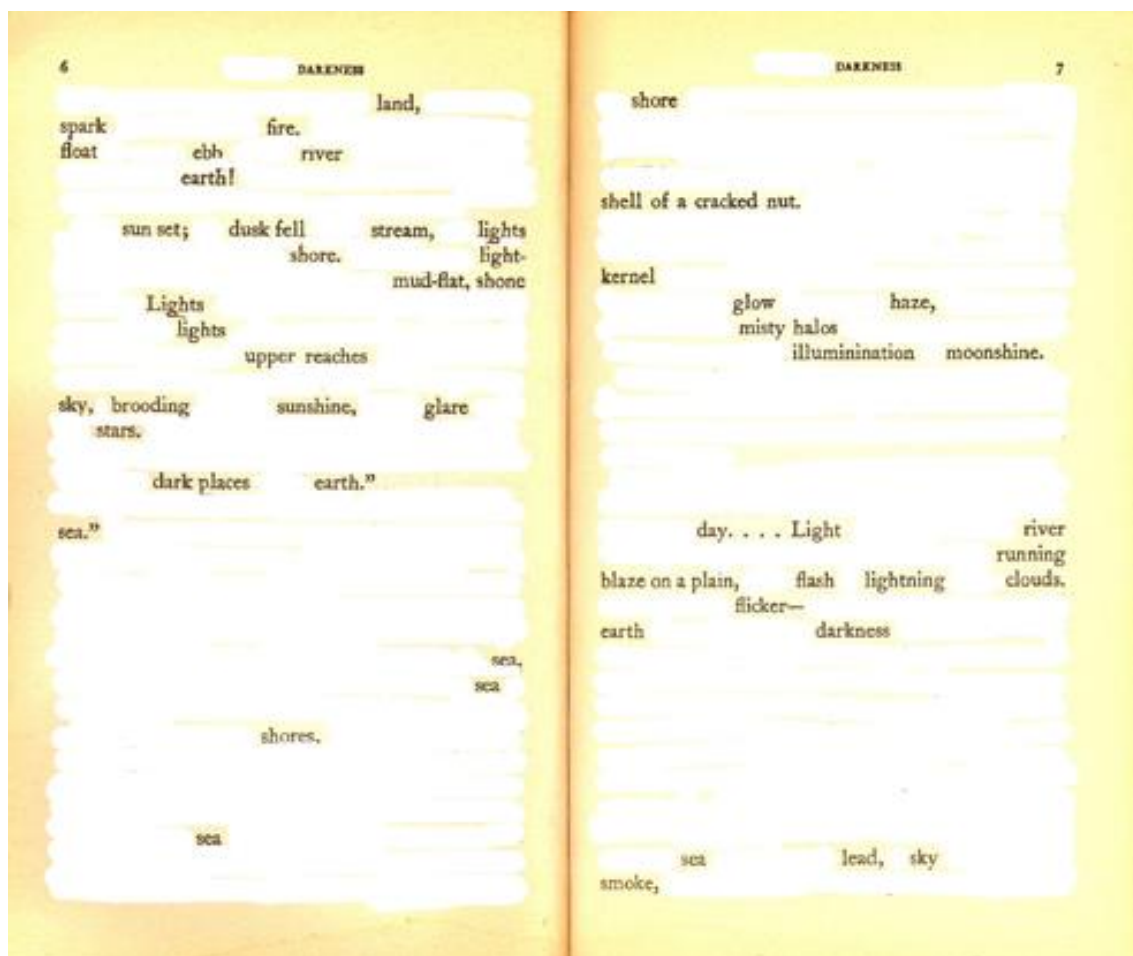 6 DARKNESS
land,
spark fire.
float ebb river
earth!
sun set; dusk fell stream, lights
shore. light-
mud-flat, shone
Lights
lights
upper reaches
sky, brooding sunshine, glare
stars.
dark places earth.”
sea.”
sea,
sea
shores.
sea
DARKNESS 7
shore
shell of a cracked nut.
kernel
glow haze,
misty halos
illuminination moonshine.
day. . . . Light river
running
blaze on a plain, flash lightning clouds.
flicker—
earth darkness
sea lead, sky
smoke,